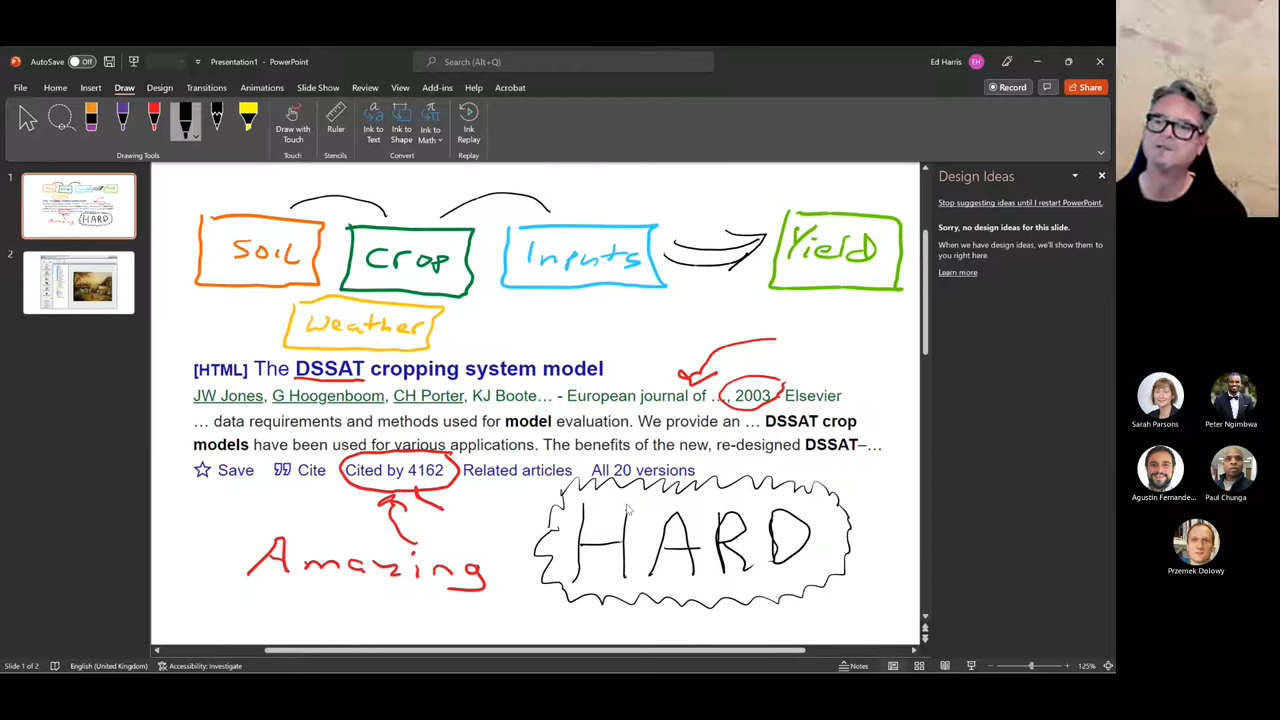 AutoSave Off Presentation1 - PowerPoint Search (Alt+Q) Ed Harris EH
File Home Insert Draw Design Transitions Animations Slide Show Review View Add-ins Help Acrobat Record Share
Draw with Touch
Ruler
Ink to Text
Ink to Shape
Ink to Math
Ink Replay
Drawing Tools Touch Stencils Convert Replay
1
2
Soil Crop Inputs Yield
Weather
[HTML] The DSSAT cropping system model
JW Jones, G Hoogenboom, CH Porter, KJ Boote… - European journal of …, 2003 - Elsevier
… data requirements and methods used for model evaluation. We provide an … DSSAT crop
models have been used for various applications. The benefits of the new, re-designed DSSAT–…
Save Cite Cited by 4162 Related articles All 20 versions
Amazing
HARD
Design Ideas
Stop suggesting ideas until I restart PowerPoint.
Sorry, no design ideas for this slide.
When we have design ideas, we'll show them to
you right here.
Learn more
Sarah Parsons
Peter Ngimbwa
Agustin Fernande...
Paul Chunga
Przemek Dolowy
Slide 1 of 2 English (United Kingdom) Accessibility: Investigate Notes 125%